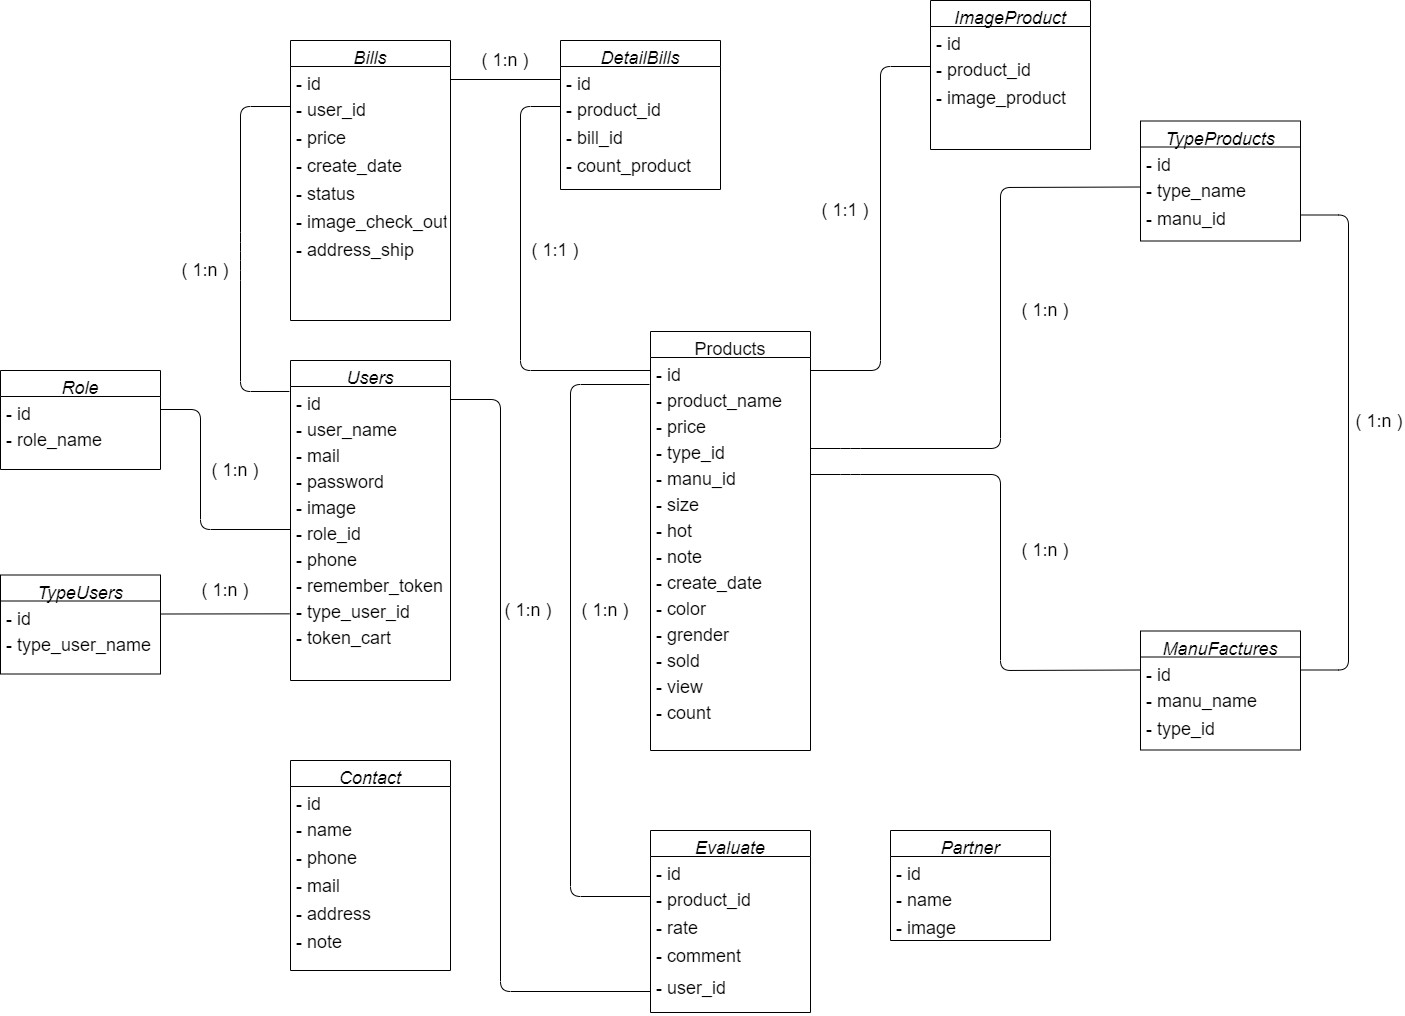 ImageProduct
- id
- product_id
- image_product
Bills
- id
- user_id
- price
- create_date
- status
- image_check_out
- address_ship
( 1:n )
DetailBills
- id
- product_id
- bill_id
- count_product
TypeProducts
- id
- type_name
- manu_id
( 1:n )
( 1:1 )
( 1:1 )
( 1:n )
( 1:n )
Products
- id
- product_name
- price
- type_id
- manu_id
- size
- hot
- note
- create_date
- color
- grender
- sold
- view
- count
Role
- id
- role_name
( 1:n )
Users
- id
- user_name
- mail
- password
- image
- role_id
- phone
- remember_token
- type_user_id
- token_cart
TypeUsers
- id
- type_user_name
( 1:n )
( 1:n )
( 1:n )
( 1:n )
ManuFactures
- id
- manu_name
- type_id
Contact
- id
- name
- phone
- mail
- address
- note
Evaluate
- id
- product_id
- rate
- comment
- user_id
Partner
- id
- name
- image